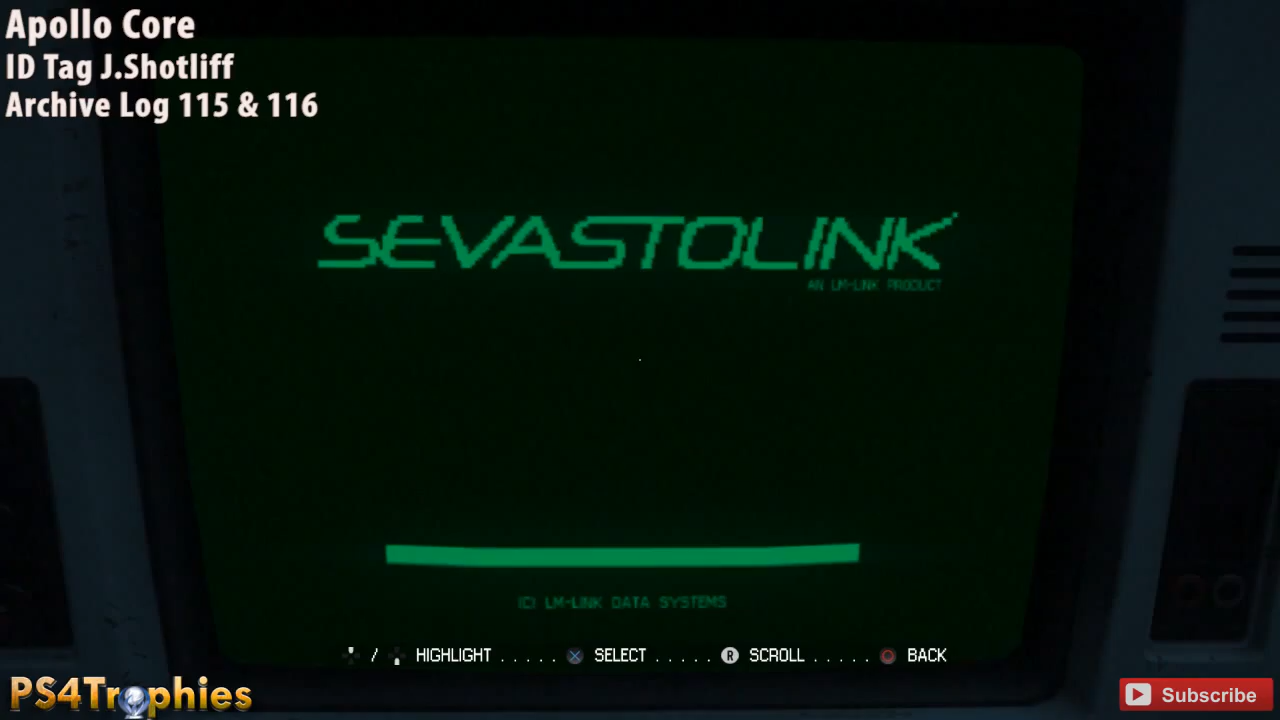 Apollo Core
ID Tag J.Shotliff
Archive Log 115 & 116
SEVASTOLINK
AN LM-LINK PRODUCT
(C) LM-LINK DATA SYSTEMS
/ HIGHLIGHT ..... SELECT ..... R SCROLL ..... BACK
PS4Trophies
Subscribe